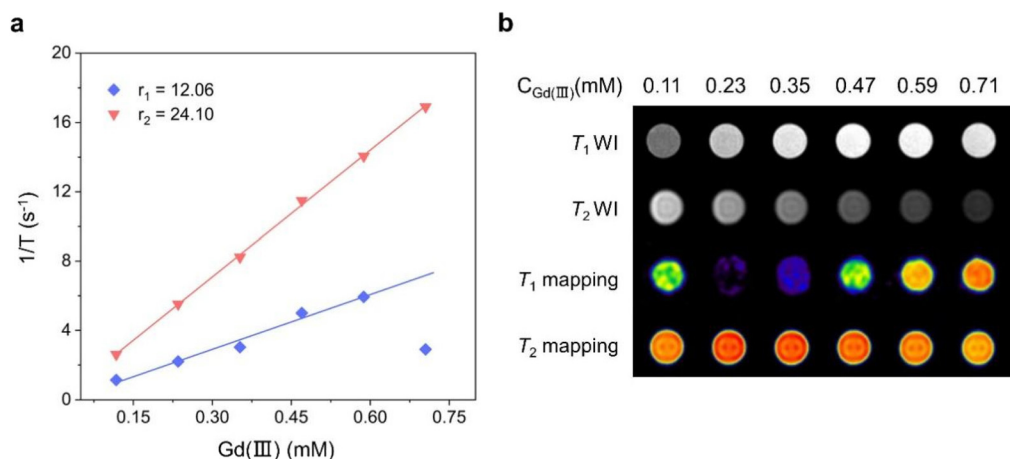 a
20
16
12
8
4
0
1/T (s⁻¹)
r₁ = 12.06
r₂ = 24.10
0.15 0.30 0.45 0.60 0.75
Gd(Ⅲ) (mM)
b
C_Gd(Ⅲ)(mM) 0.11 0.23 0.35 0.47 0.59 0.71
T₁ WI
T₂ WI
T₁ mapping
T₂ mapping